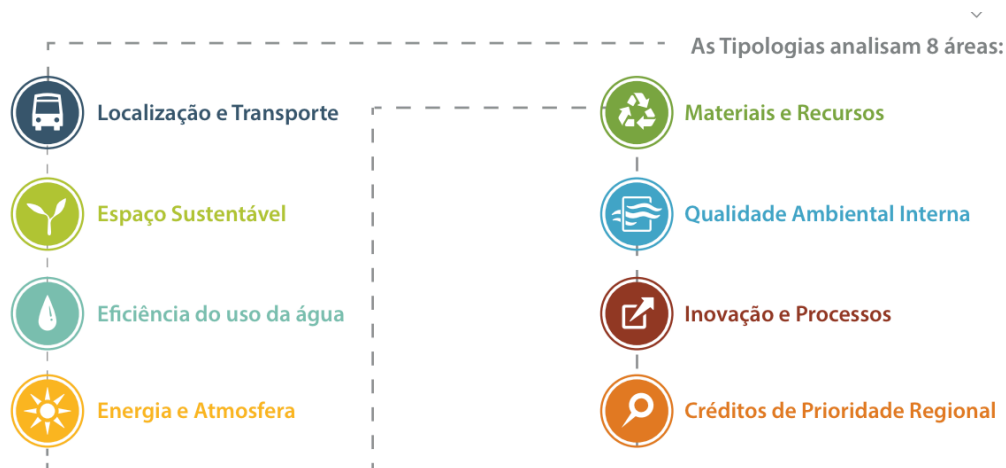 As Tipologias analisam 8 áreas:
Localização e Transporte
Espaço Sustentável
Eficiência do uso da água
Energia e Atmosfera
Materiais e Recursos
Qualidade Ambiental Interna
Inovação e Processos
Créditos de Prioridade Regional